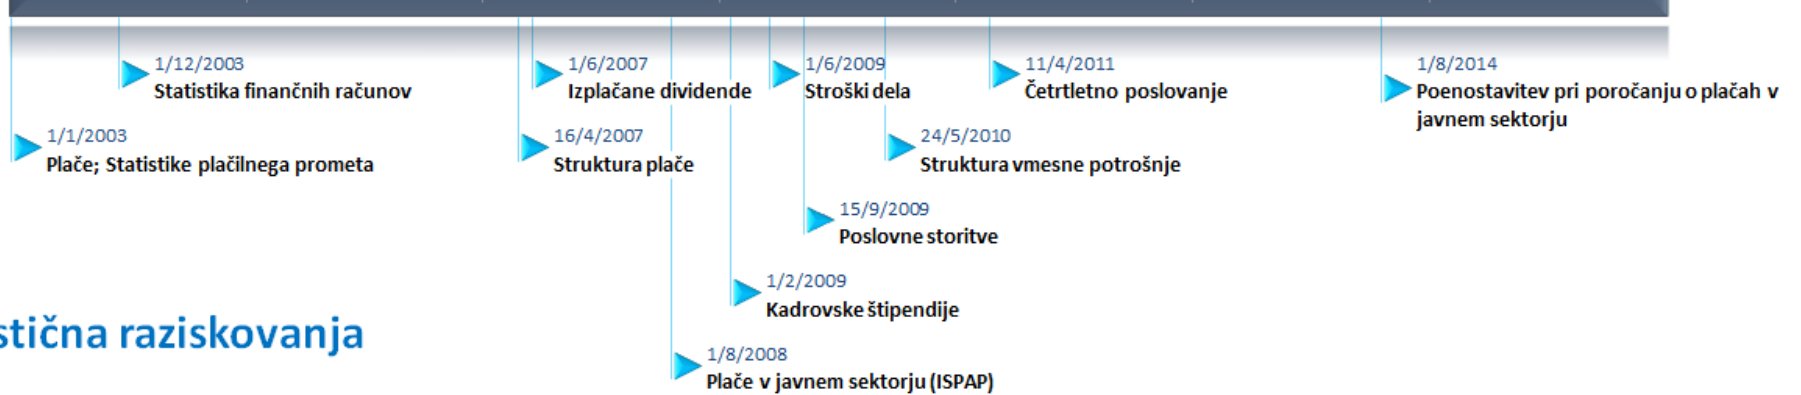 1/12/2003
Statistika finančnih računov
1/6/2007
Izplačane dividende
1/6/2009
Stroški dela
11/4/2011
Četrtletno poslovanje
1/8/2014
Poenostavitev pri poročanju o plačah v
javnem sektorju
1/1/2003
Plače; Statistike plačilnega prometa
16/4/2007
Struktura plače
24/5/2010
Struktura vmesne potrošnje
15/9/2009
Poslovne storitve
1/2/2009
Kadrovske štipendije
stična raziskovanja
1/8/2008
Plače v javnem sektorju (ISPAP)